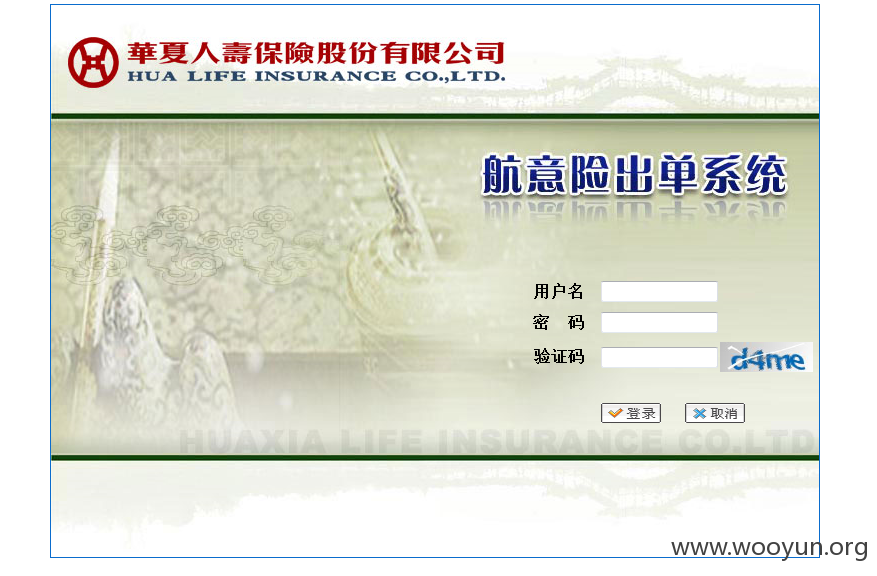 華夏人壽保險股份有限公司
HUA LIFE INSURANCE CO.,LTD.
航意险出单系统
用户名
密 码
验证码 d4me
登录 取消
HUAXIA LIFE INSURANCE CO.LTD
www.wooyun.org